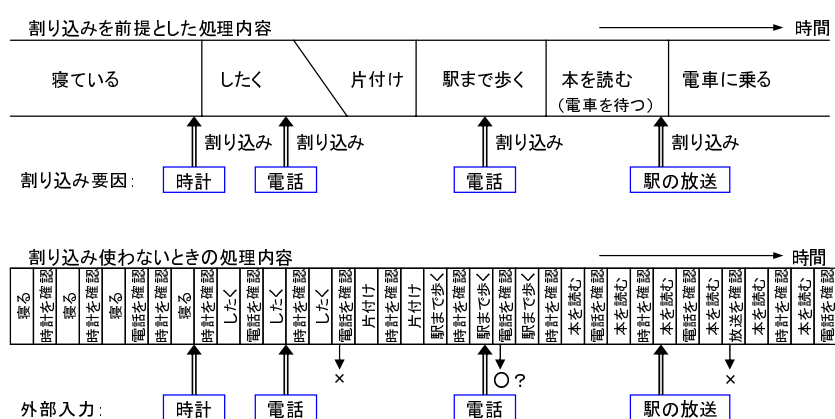 割り込みを前提とした処理内容 時間
寝ている したく 片付け 駅まで歩く 本を読む 電車に乗る
(電車を待つ)
割り込み 割り込み 割り込み 割り込み
割り込み要因: 時計 電話 電話 駅の放送
割り込み使わないときの処理内容 時間
寝る
時計を確認
寝る
時計を確認
寝る
電話を確認
時計を確認
寝る
時計を確認
したく
電話を確認
したく
時計を確認
したく
電話を確認
片付け
時計を確認
片付け
駅まで歩く
時計を確認
駅まで歩く
電話を確認
駅まで歩く
時計を確認
本を読む
電話を確認
本を読む
時計を確認
本を読む
電話を確認
本を読む
放送を確認
本を読む
時計を確認
本を読む
電話を確認
× ○? ×
外部入力: 時計 電話 電話 駅の放送